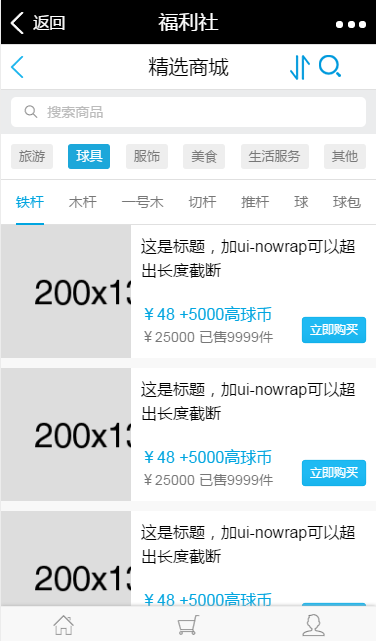 返回 福利社
精选商城
搜索商品
旅游 球具 服饰 美食 生活服务 其他
铁杆 木杆 一号木 切杆 推杆 球 球包
200x13
这是标题，加ui-nowrap可以超
出长度截断
￥48 +5000高球币
￥25000 已售9999件
立即购买
200x13
这是标题，加ui-nowrap可以超
出长度截断
￥48 +5000高球币
￥25000 已售9999件
立即购买
200x13
这是标题，加ui-nowrap可以超
出长度截断
￥48 +5000高球币